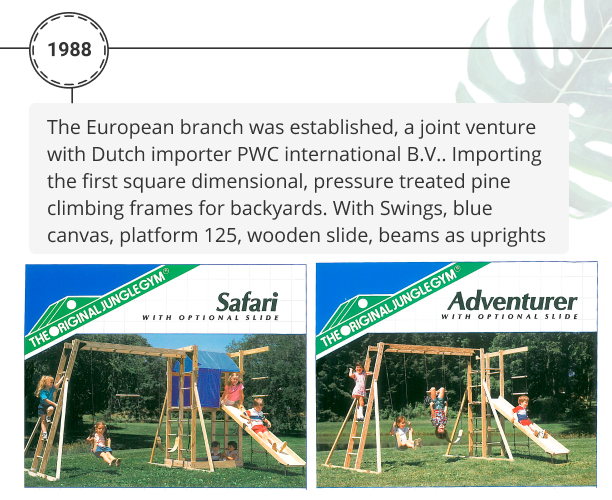 1988
The European branch was established, a joint venture
with Dutch importer PWC international B.V.. Importing
the first square dimensional, pressure treated pine
climbing frames for backyards. With Swings, blue
canvas, platform 125, wooden slide, beams as uprights
THE ORIGINAL JUNGLEGYM®
Safari
WITH OPTIONAL SLIDE
THE ORIGINAL JUNGLEGYM®
Adventurer
WITH OPTIONAL SLIDE